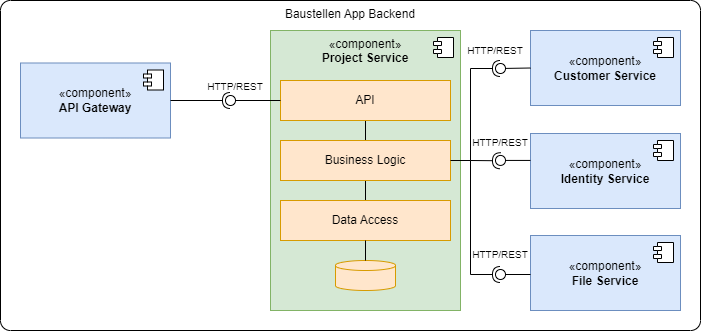 Baustellen App Backend
«component»
API Gateway
HTTP/REST
«component»
Project Service
API
Business Logic
Data Access
HTTP/REST
«component»
Customer Service
HTTP/REST
«component»
Identity Service
HTTP/REST
«component»
File Service